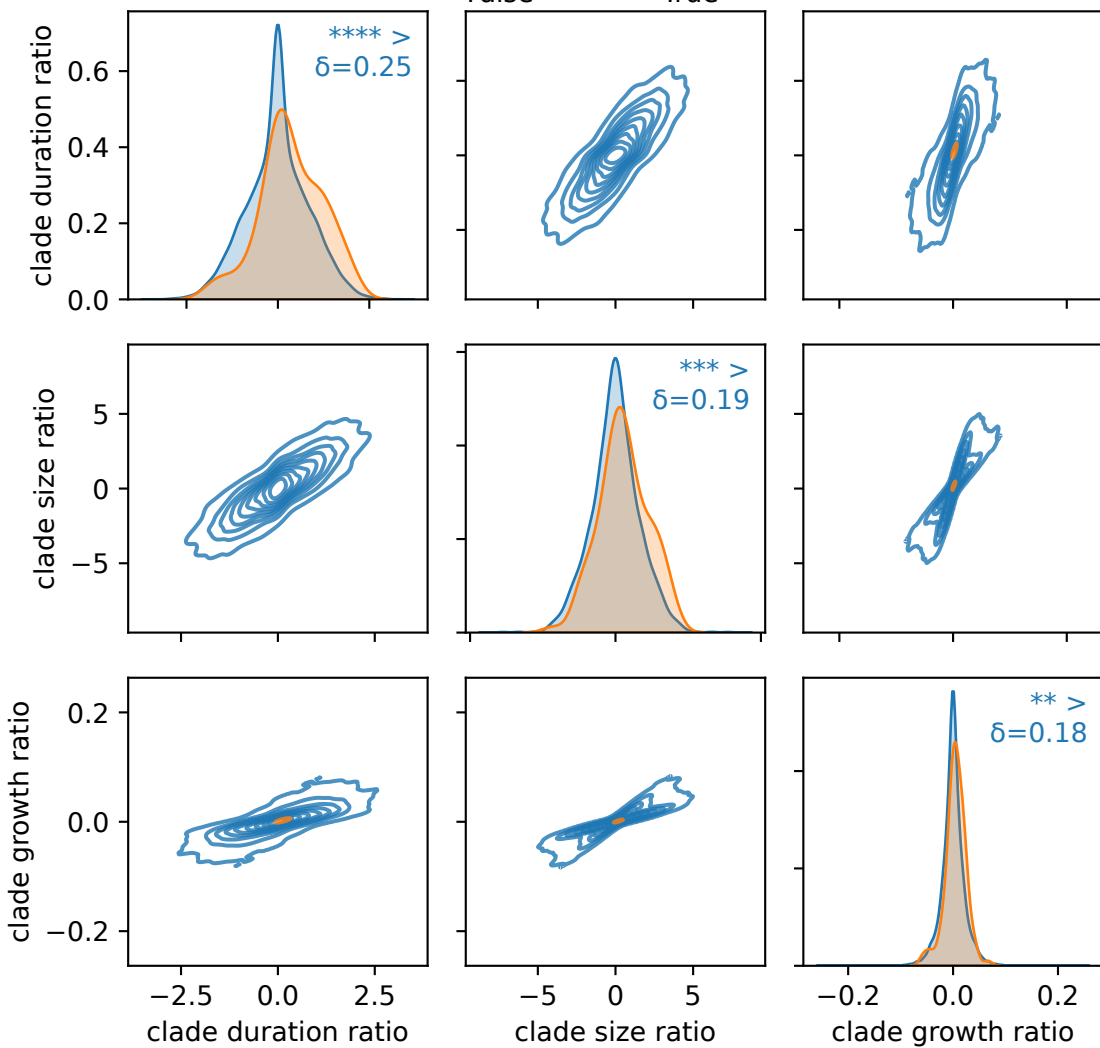 **** >
δ=0.25
clade duration ratio
0.6
0.4
0.2
0.0
*** >
δ=0.19
clade size ratio
5
0
−5
** >
δ=0.18
clade growth ratio
0.2
0.0
−0.2
−2.5 0.0 2.5 −5 0 5 −0.2 0.0 0.2
clade duration ratio clade size ratio clade growth ratio